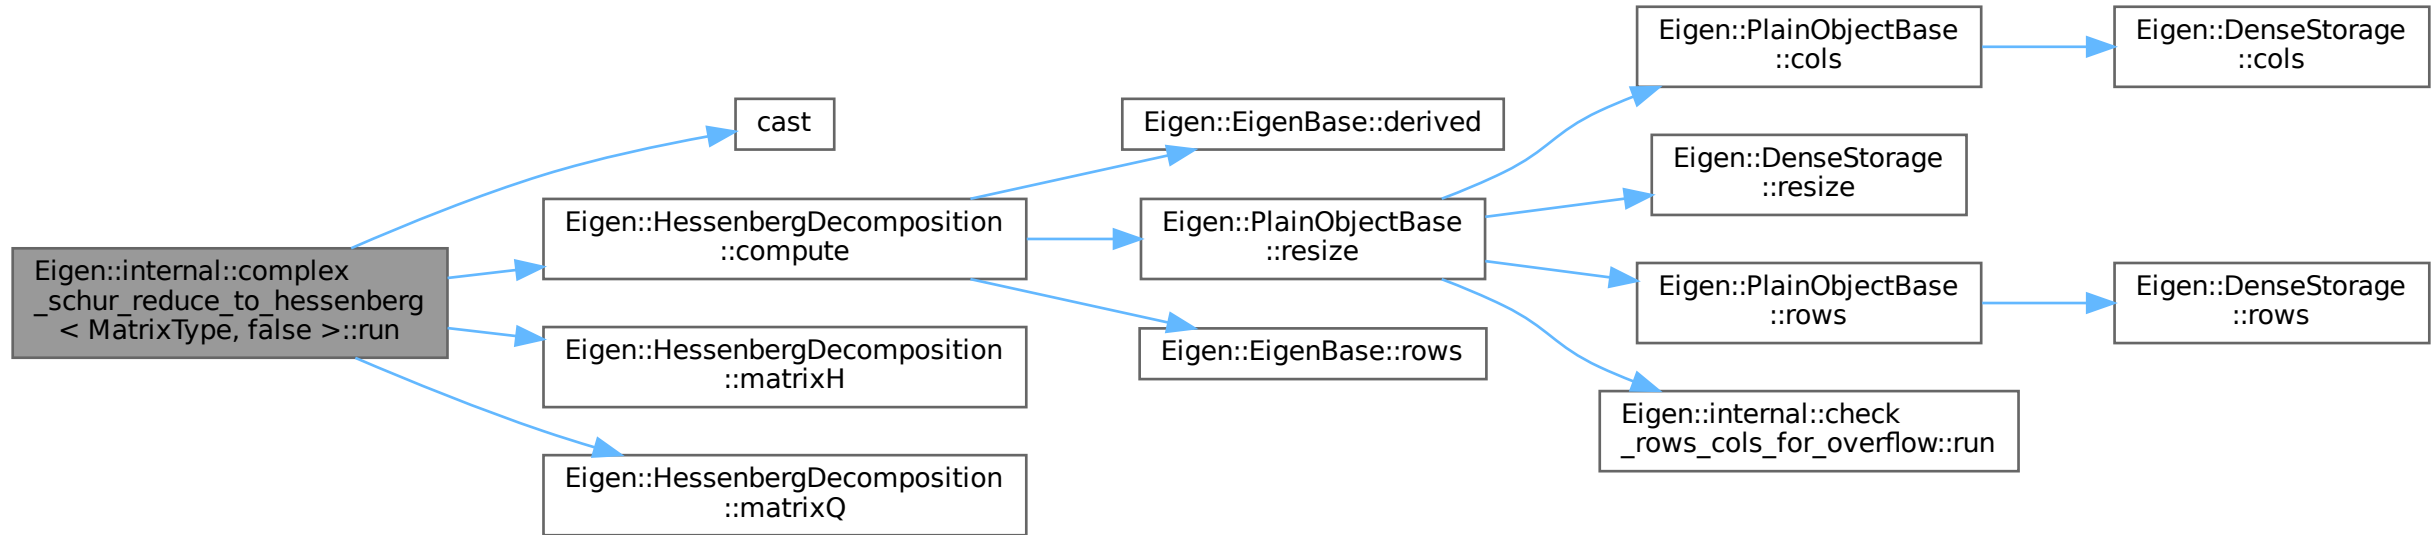 Eigen::internal::complex
_schur_reduce_to_hessenberg
< MatrixType, false >::run
cast
Eigen::HessenbergDecomposition
::compute
Eigen::HessenbergDecomposition
::matrixH
Eigen::HessenbergDecomposition
::matrixQ
Eigen::EigenBase::derived
Eigen::PlainObjectBase
::resize
Eigen::EigenBase::rows
Eigen::PlainObjectBase
::cols
Eigen::DenseStorage
::resize
Eigen::PlainObjectBase
::rows
Eigen::internal::check
_rows_cols_for_overflow::run
Eigen::DenseStorage
::cols
Eigen::DenseStorage
::rows